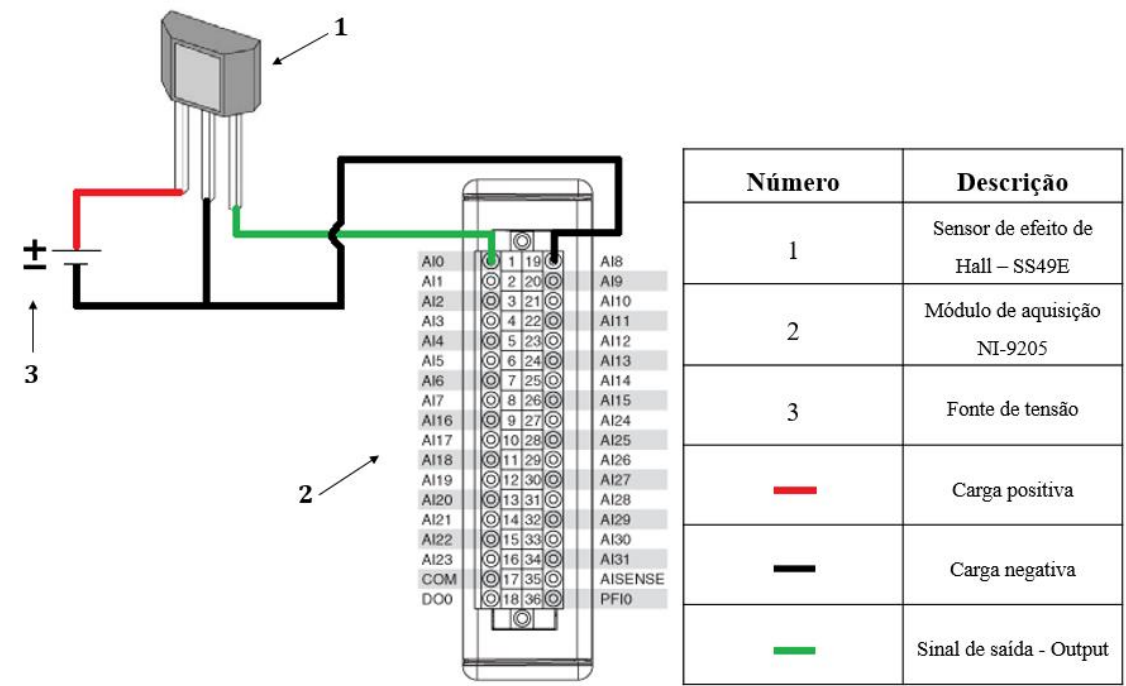 1
±
3
2
AI0 1 19 AI8
AI1 2 20 AI9
AI2 3 21 AI10
AI3 4 22 AI11
AI4 5 23 AI12
AI5 6 24 AI13
AI6 7 25 AI14
AI7 8 26 AI15
AI16 9 27 AI24
AI17 10 28 AI25
AI18 11 29 AI26
AI19 12 30 AI27
AI20 13 31 AI28
AI21 14 32 AI29
AI22 15 33 AI30
AI23 16 34 AI31
COM 17 35 AISENSE
DO0 18 36 PFI0
Número Descrição
1 Sensor de efeito de
Hall – SS49E
2 Módulo de aquisição
NI-9205
3 Fonte de tensão
Carga positiva
Carga negativa
Sinal de saída - Output